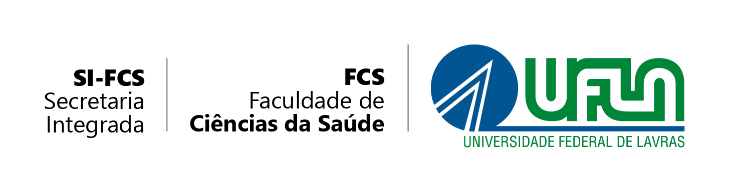 SI-FCS
Secretaria
Integrada
FCS
Faculdade de
Ciências da Saúde
UFLA
UNIVERSIDADE FEDERAL DE LAVRAS